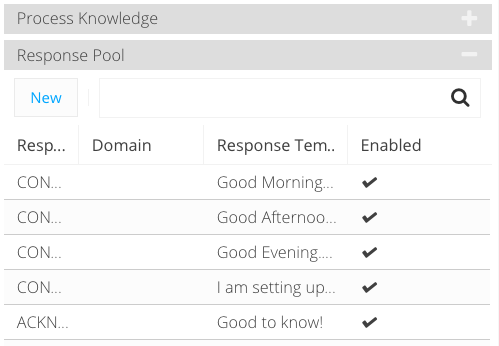 Process Knowledge
Response Pool
New
Resp... Domain Response Tem.. Enabled
CON... Good Morning...
CON... Good Afternoo...
CON... Good Evening....
CON... I am setting up...
ACKN... Good to know!